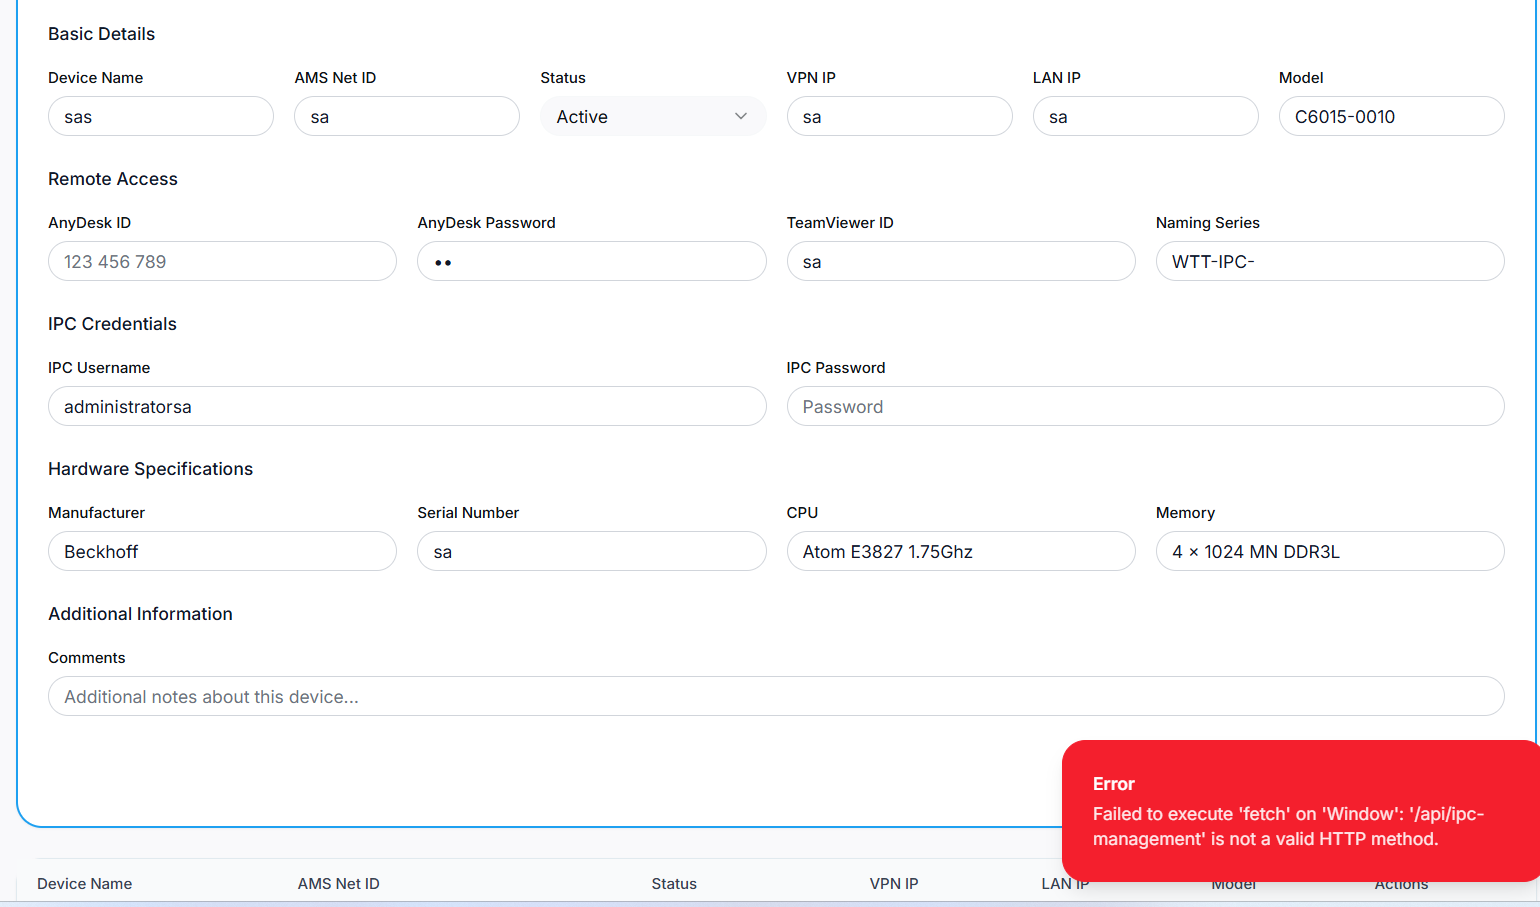 Basic Details
Device Name AMS Net ID Status VPN IP LAN IP Model
sas sa Active sa sa C6015-0010
Remote Access
AnyDesk ID AnyDesk Password TeamViewer ID Naming Series
123 456 789 •• sa WTT-IPC-
IPC Credentials
IPC Username IPC Password
administratorsa Password
Hardware Specifications
Manufacturer Serial Number CPU Memory
Beckhoff sa Atom E3827 1.75Ghz 4 × 1024 MN DDR3L
Additional Information
Comments
Additional notes about this device...
Error
Failed to execute 'fetch' on 'Window': '/api/ipc-
management' is not a valid HTTP method.
Device Name AMS Net ID Status VPN IP LAN IP Model Actions